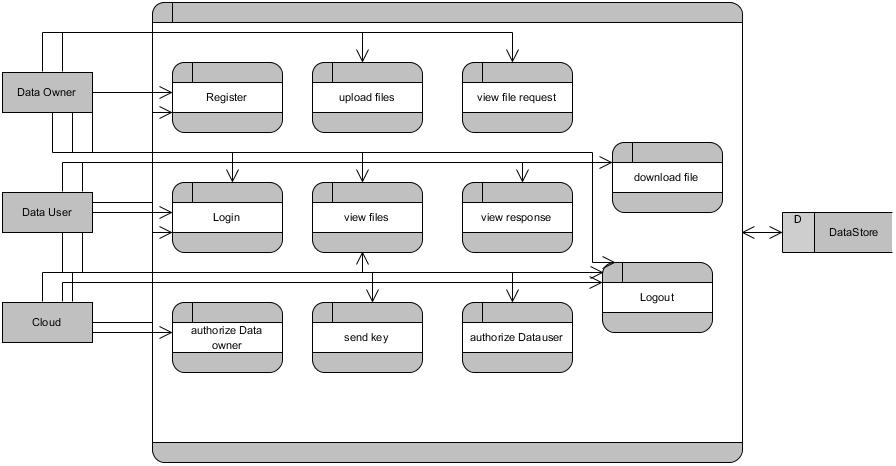 Data Owner
Register
upload files
view file request
download file
Data User
Login
view files
view response
D
DataStore
Logout
Cloud
authorize Data
owner
send key
authorize Datauser